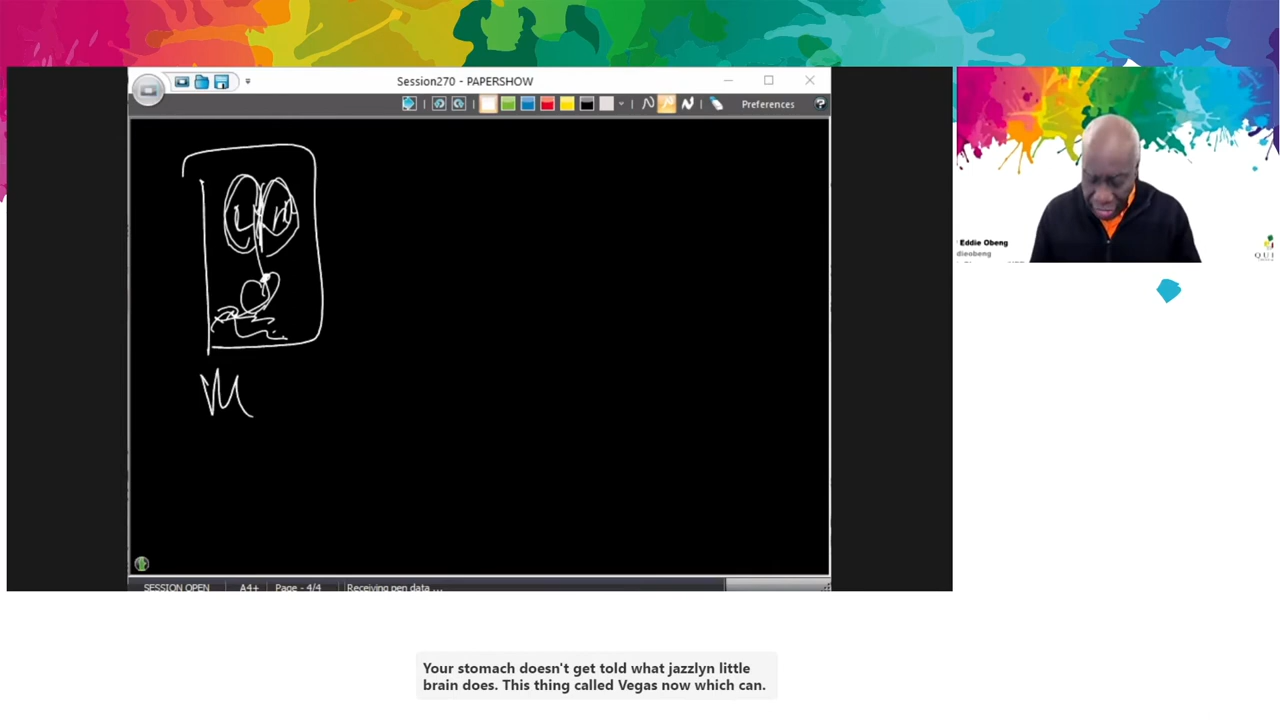 Session270 - PAPERSHOW
Preferences
Eddie Obeng
dieobeng
QUI
SESSION OPEN
A4+
Page - 4/4
Receiving pen data ...
Your stomach doesn't get told what jazzlyn little
brain does. This thing called Vegas now which can.